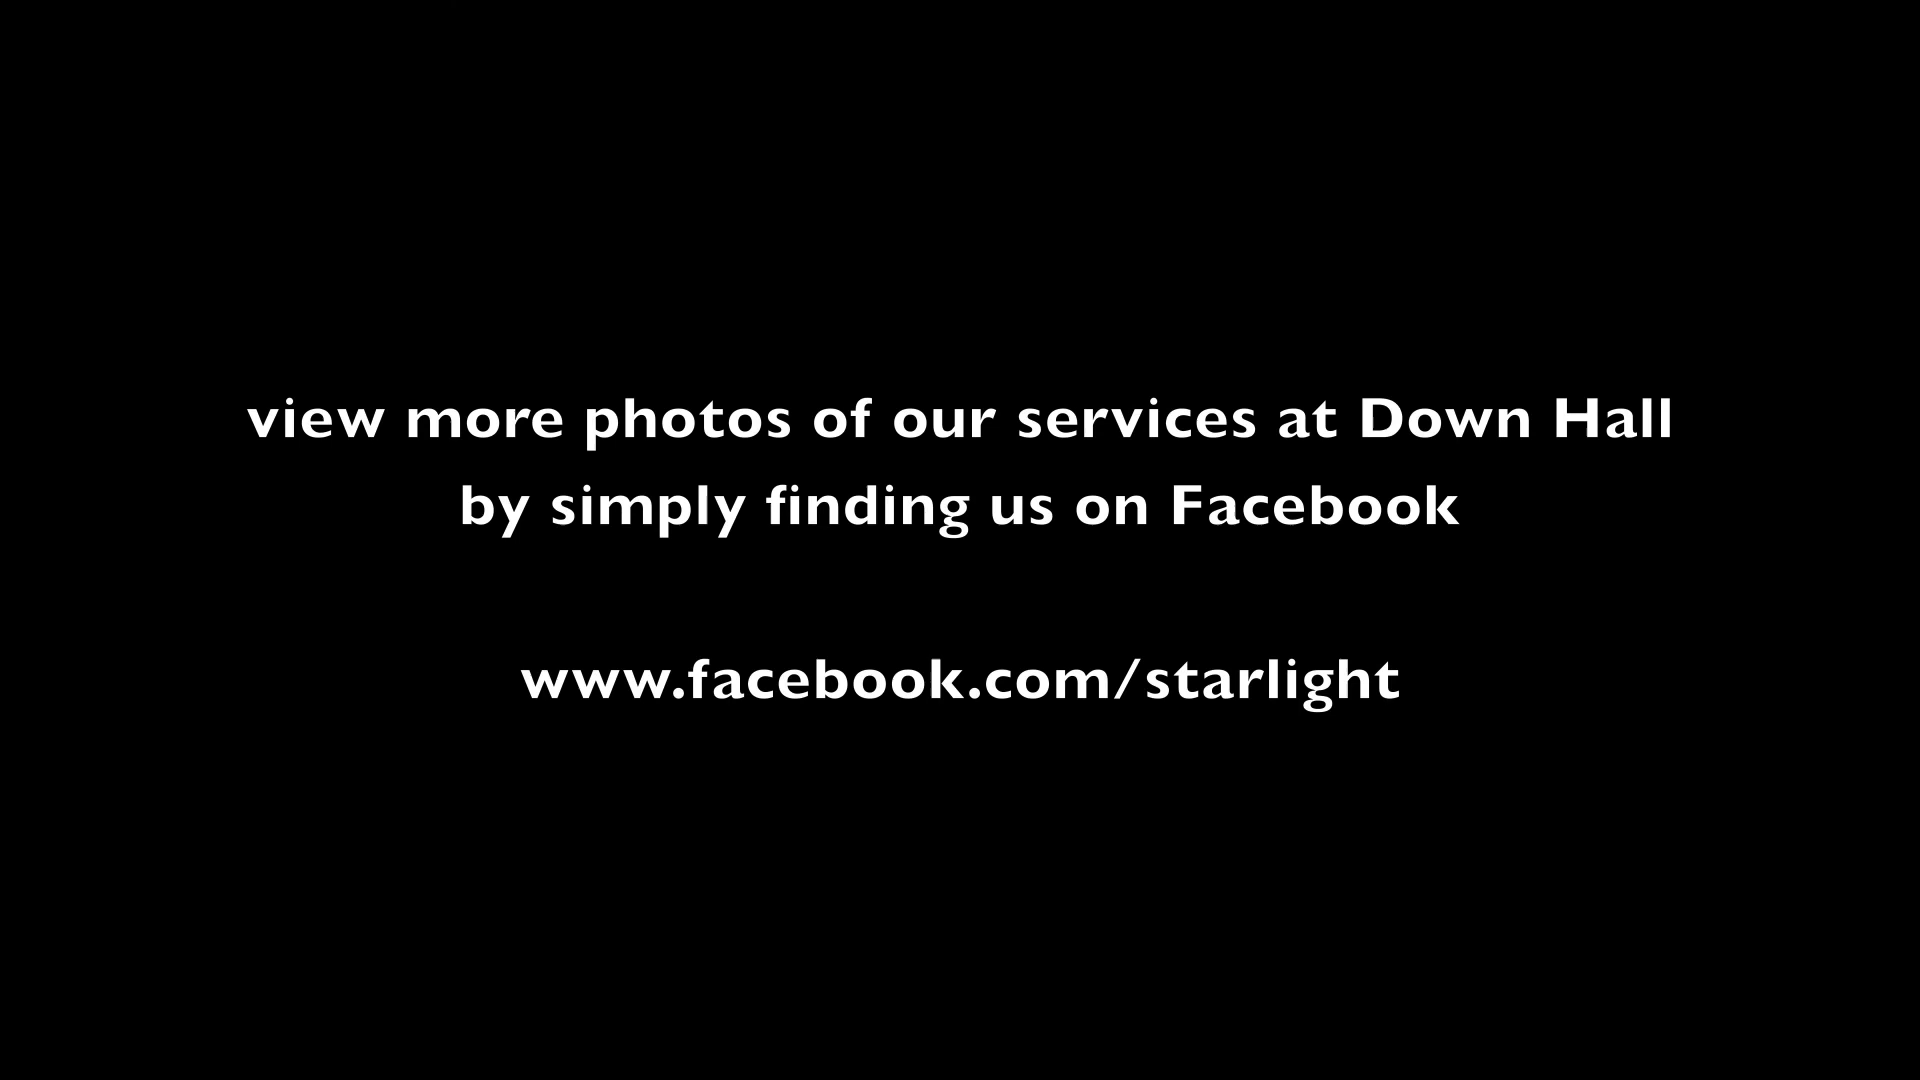 view more photos of our services at Down Hall
by simply finding us on Facebook
www.facebook.com/starlight